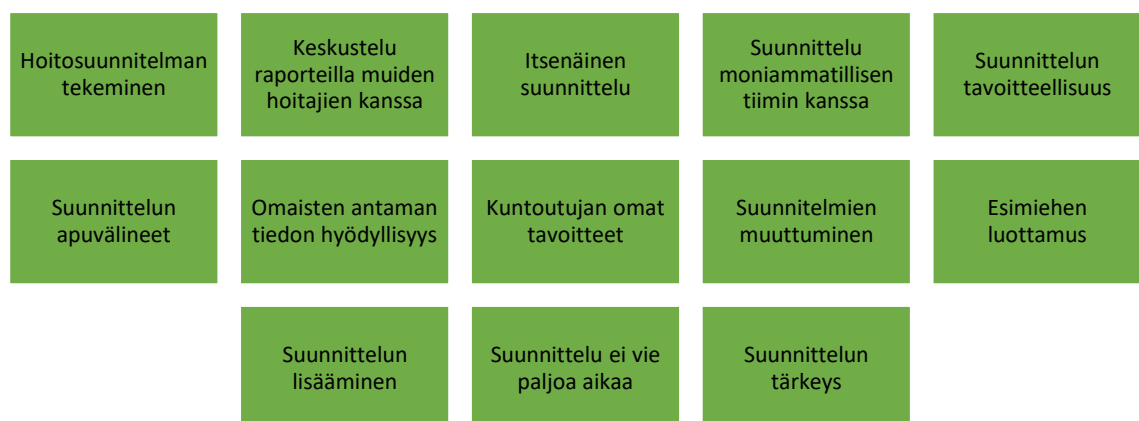 Hoitosuunnitelman
tekeminen
Keskustelu
raporteilla muiden
hoitajien kanssa
Itsenäinen
suunnittelu
Suunnittelu
moniammatillisen
tiimin kanssa
Suunnittelun
tavoitteellisuus
Suunnittelun
apuvälineet
Omaisten antaman
tiedon hyödyllisyys
Kuntoutujan omat
tavoitteet
Suunnitelmien
muuttuminen
Esimiehen
luottamus
Suunnittelun
lisääminen
Suunnittelu ei vie
paljoa aikaa
Suunnittelun
tärkeys